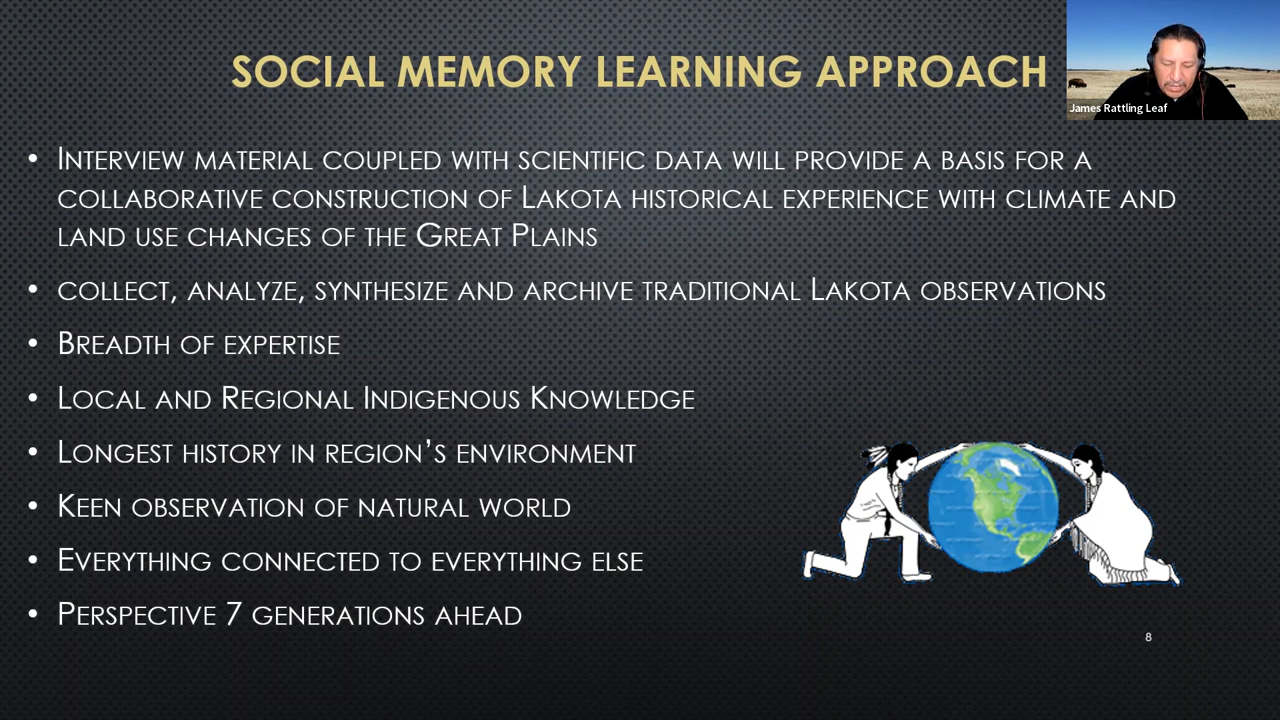 SOCIAL MEMORY LEARNING APPROACH
James Rattling Leaf
• Interview material coupled with scientific data will provide a basis for a
collaborative construction of Lakota historical experience with climate and
land use changes of the Great Plains
• collect, analyze, synthesize and archive traditional Lakota observations
• Breadth of expertise
• Local and Regional Indigenous Knowledge
• Longest history in region's environment
• Keen observation of natural world
• Everything connected to everything else
• Perspective 7 generations ahead
8